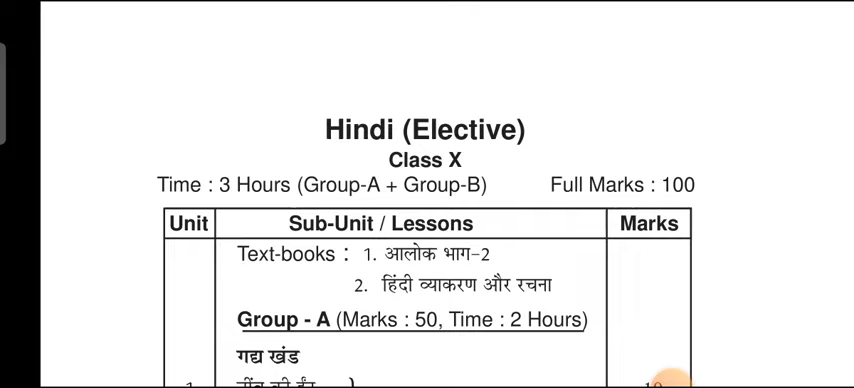 Hindi (Elective)
Class X
Time : 3 Hours (Group-A + Group-B) Full Marks : 100
Unit Sub-Unit / Lessons Marks
Text-books : 1. आलोक भाग-2
2. हिंदी व्याकरण और रचना
Group - A (Marks : 50, Time : 2 Hours)
गद्य खंड